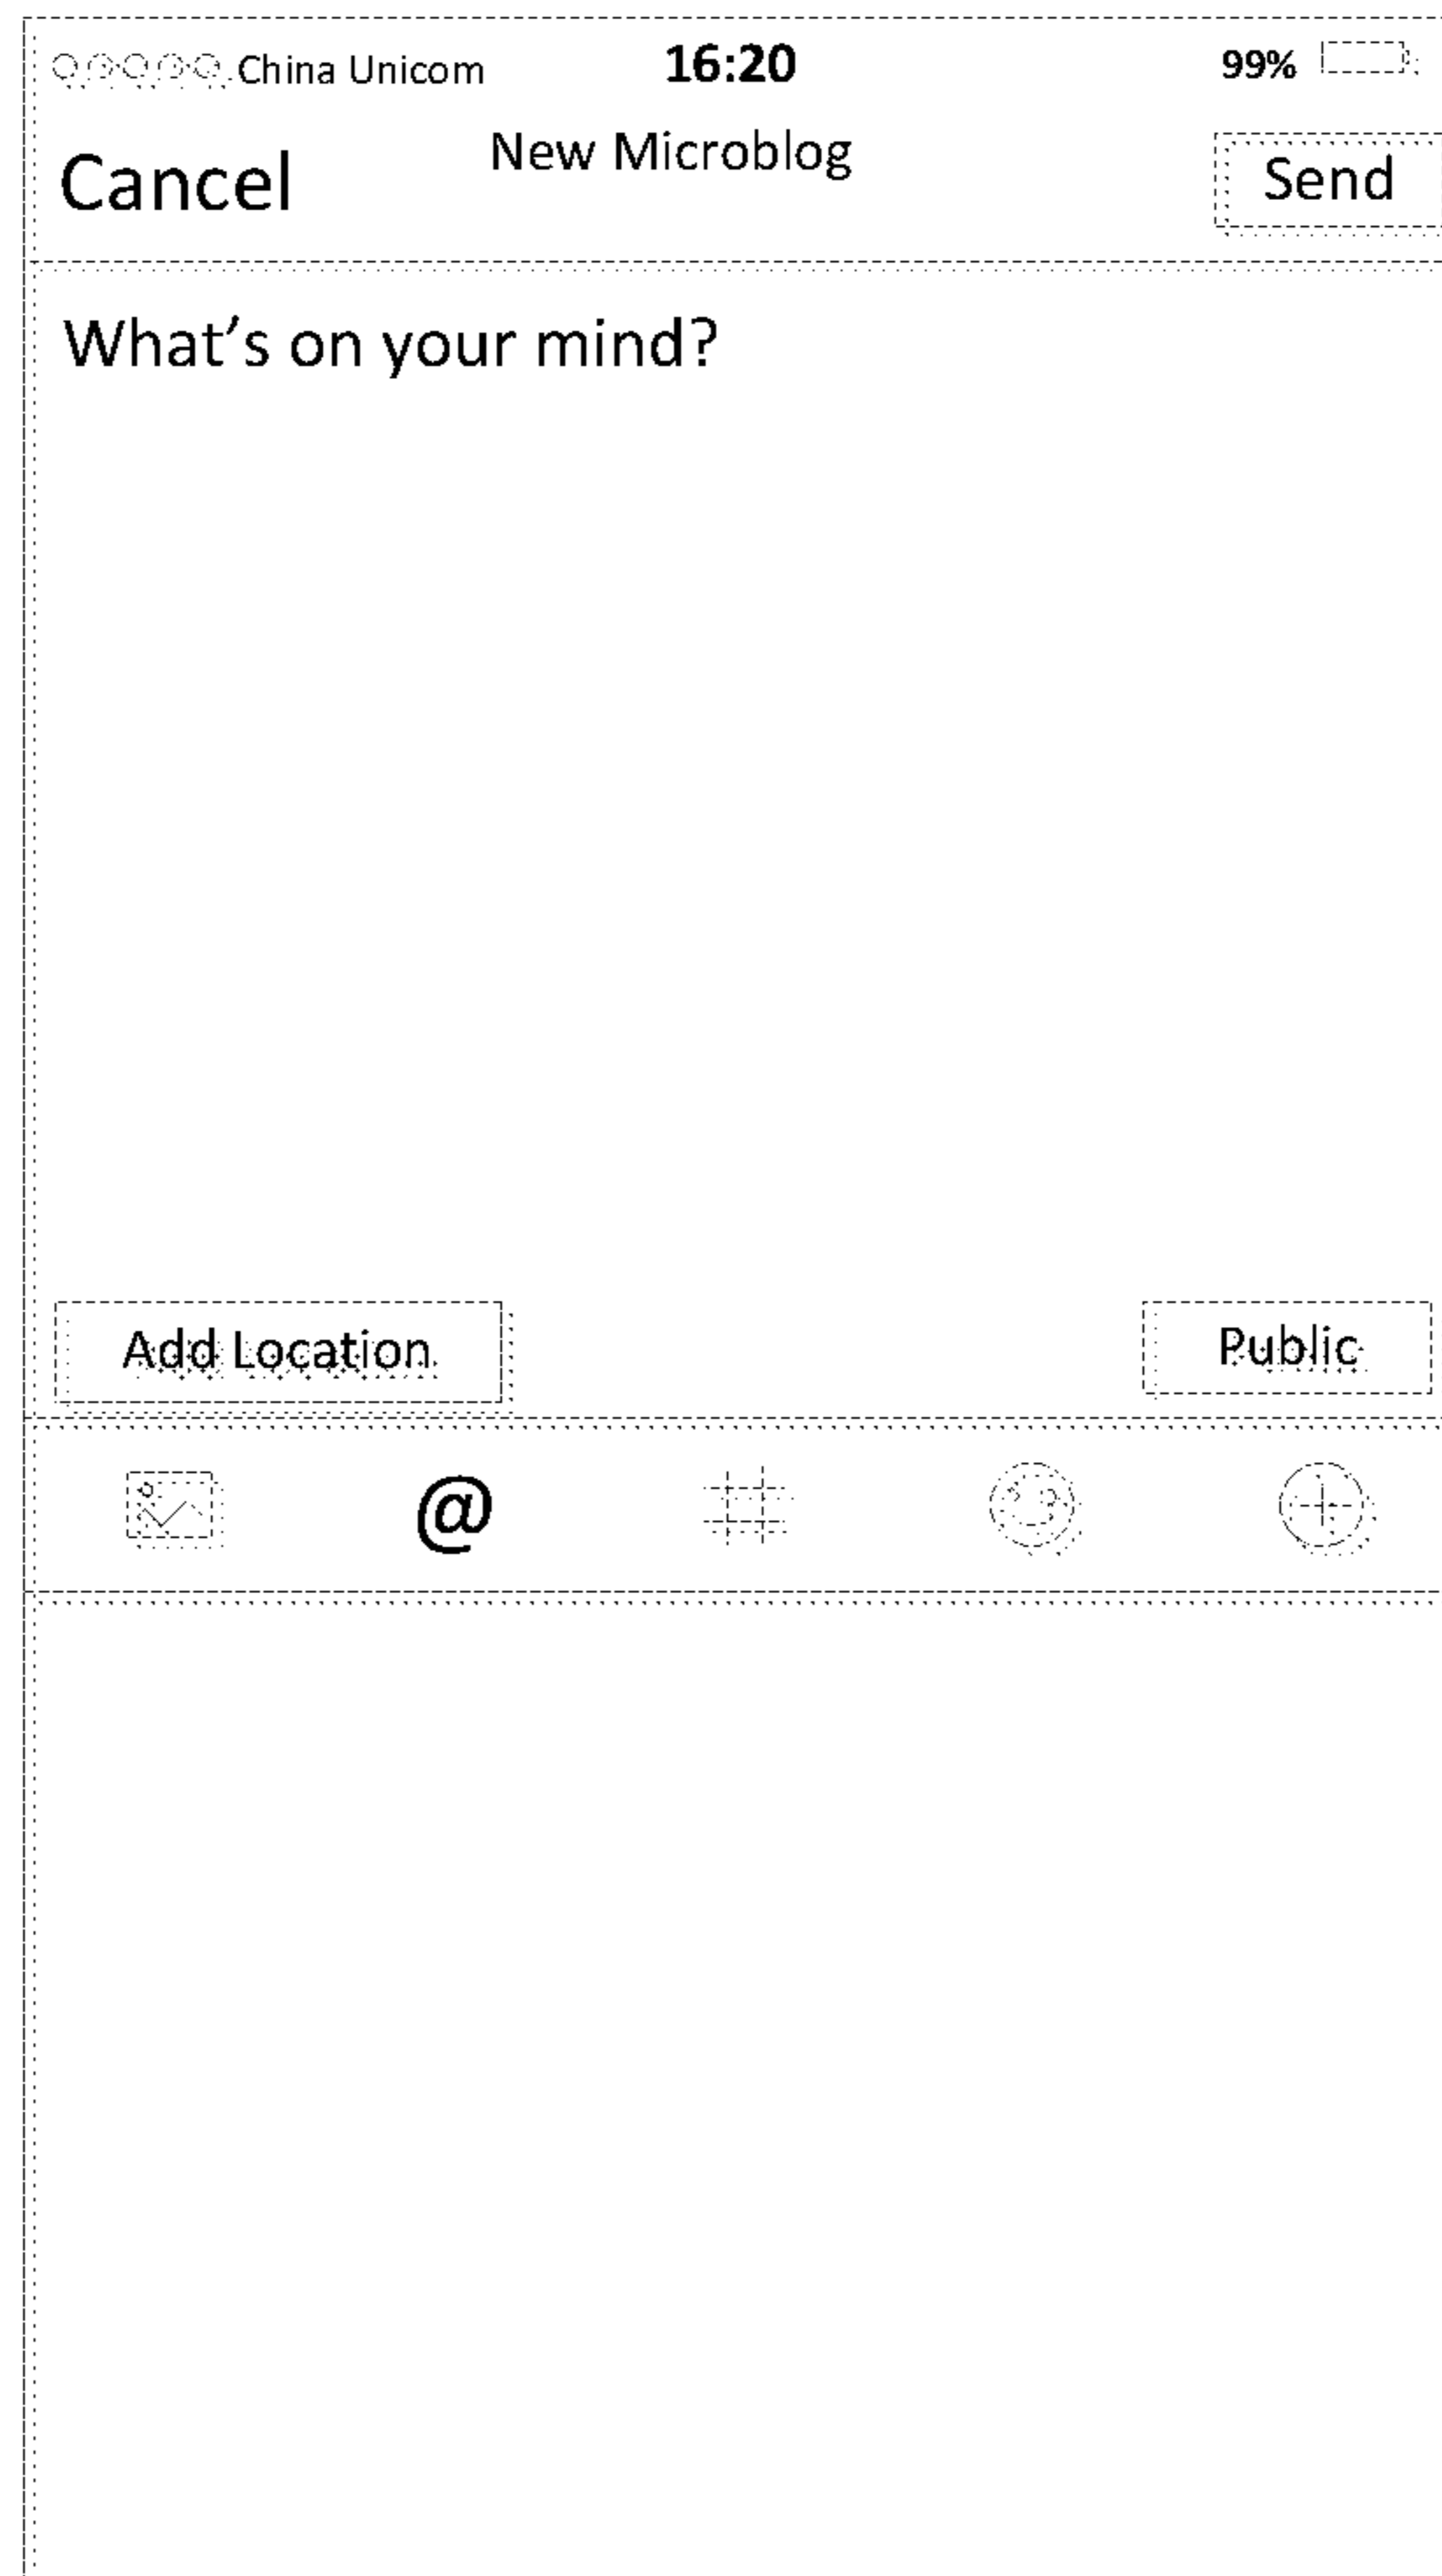 China Unicom 16:20 99%
Cancel New Microblog Send
What's on your mind?
Add Location Public
@ #